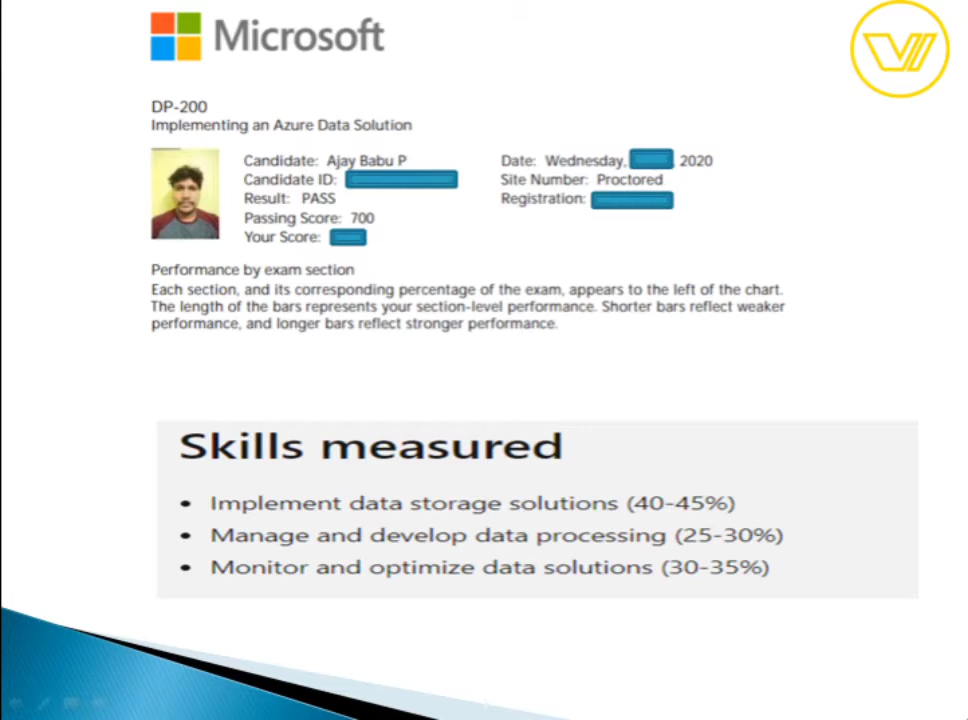 Microsoft
DP-200
Implementing an Azure Data Solution
Candidate: Ajay Babu P
Candidate ID:
Result: PASS
Passing Score: 700
Your Score:
Date: Wednesday, , 2020
Site Number: Proctored
Registration:
Performance by exam section
Each section, and its corresponding percentage of the exam, appears to the left of the chart.
The length of the bars represents your section-level performance. Shorter bars reflect weaker
performance, and longer bars reflect stronger performance.
Skills measured
• Implement data storage solutions (40-45%)
• Manage and develop data processing (25-30%)
• Monitor and optimize data solutions (30-35%)